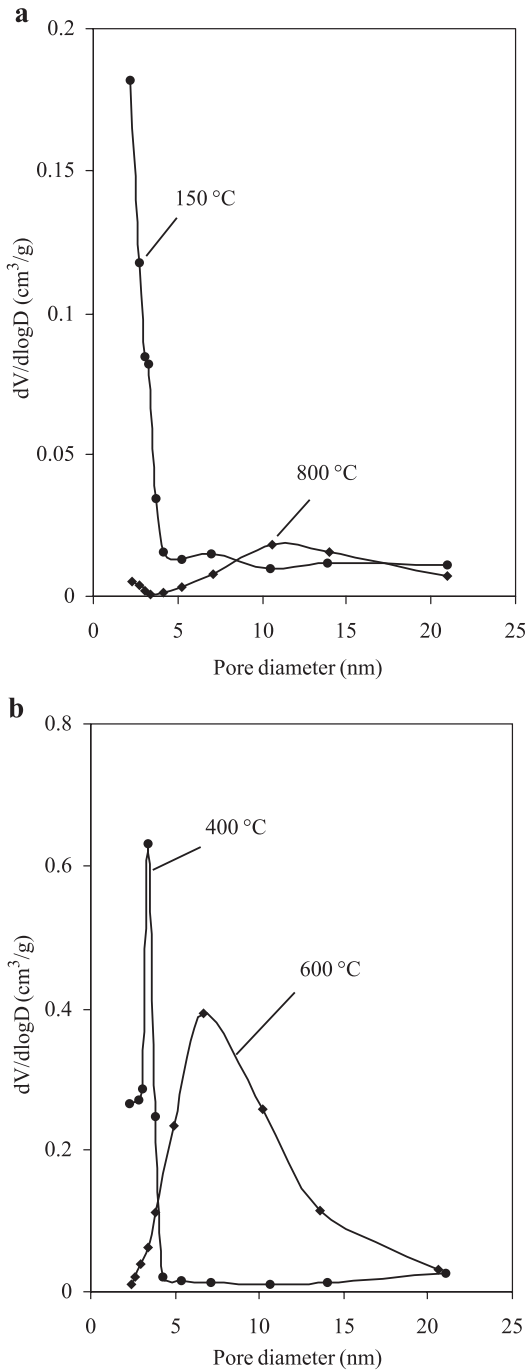 a
0.2
0.15
150 °C
0.1
dV/dlogD (cm³/g)
0.05
800 °C
0
0 5 10 15 20 25
Pore diameter (nm)
b
0.8
400 °C
0.6
600 °C
0.4
dV/dlogD (cm³/g)
0.2
0
0 5 10 15 20 25
Pore diameter (nm)